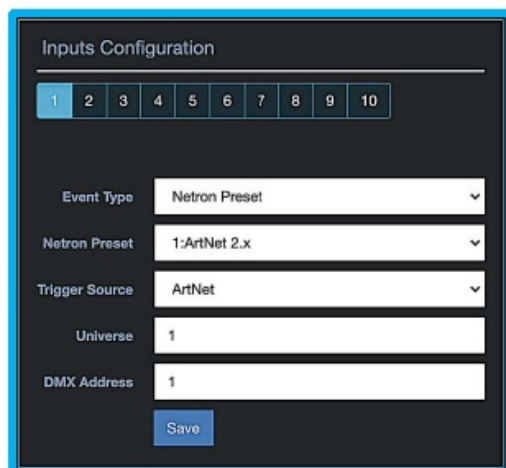 Inputs Configuration
1 2 3 4 5 6 7 8 9 10
Event Type Netron Preset
Netron Preset 1:ArtNet 2.x
Trigger Source ArtNet
Universe 1
DMX Address 1
Save